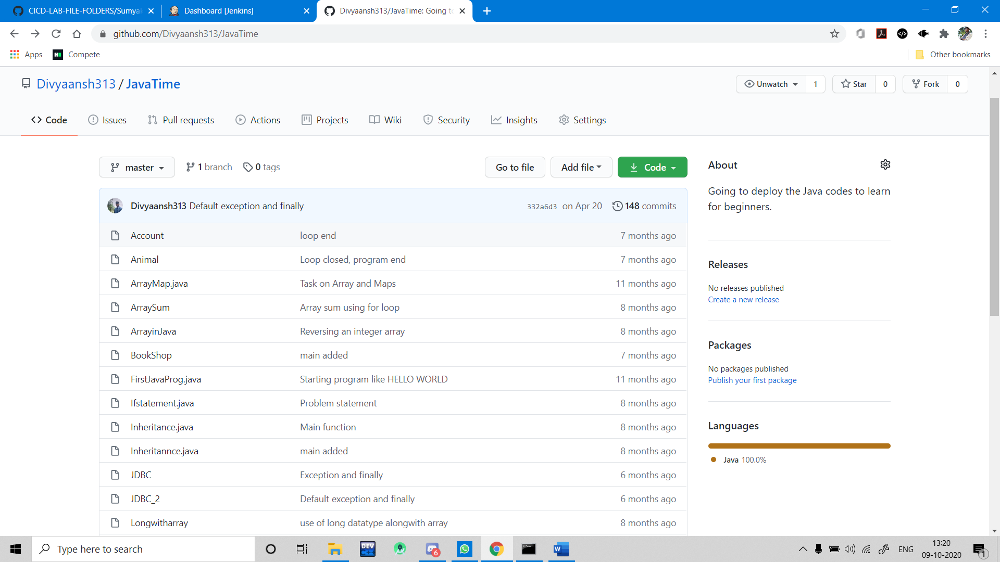 CICD-LAB-FILE-FOLDERS/Sumya
Dashboard [Jenkins]
Divyaansh313/JavaTime: Going to
github.com/Divyaansh313/JavaTime
Apps
Compete
Other bookmarks
Divyaansh313 / JavaTime
Unwatch 1
Star 0
Fork 0
Code
Issues
Pull requests
Actions
Projects
Wiki
Security
Insights
Settings
master
1 branch
0 tags
Go to file
Add file
Code
Divyaansh313 Default exception and finally 332a6d3 on Apr 20 148 commits
Account loop end 7 months ago
Animal Loop closed, program end 7 months ago
ArrayMap.java Task on Array and Maps 11 months ago
ArraySum Array sum using for loop 8 months ago
ArrayinJava Reversing an integer array 8 months ago
BookShop main added 7 months ago
FirstJavaProg.java Starting program like HELLO WORLD 11 months ago
Ifstatement.java Problem statement 8 months ago
Inheritance.java Main function 8 months ago
Inheritannce.java main added 8 months ago
JDBC Exception and finally 6 months ago
JDBC_2 Default exception and finally 6 months ago
Longwitharray use of long datatype alongwith array 8 months ago
About
Going to deploy the Java codes to learn
for beginners.
Releases
No releases published
Create a new release
Packages
No packages published
Publish your first package
Languages
Java 100.0%
Type here to search
DEV
C++
6
W
ENG
13:20
09-10-2020
1